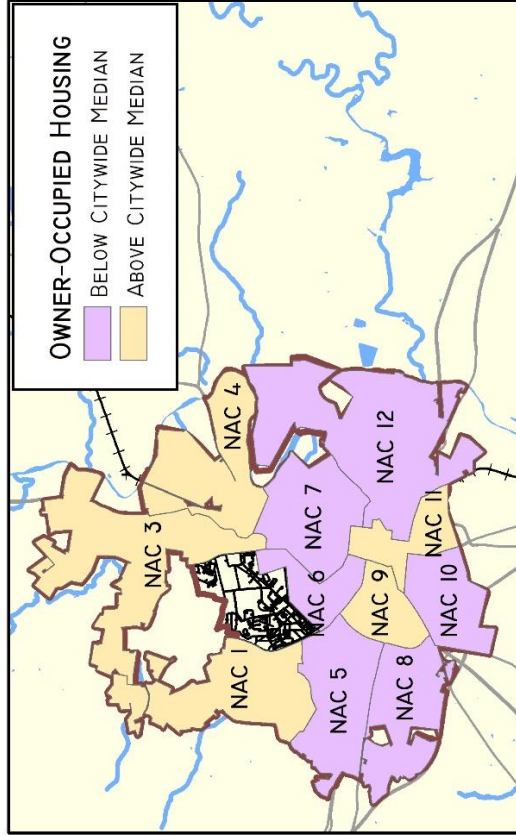 OWNER-OCCUPIED HOUSING
BELOW CITYWIDE MEDIAN
ABOVE CITYWIDE MEDIAN
NAC 3
NAC 4
NAC 1
NAC 7
NAC 6
NAC 12
NAC 5
NAC 9
NAC 11
NAC 8
NAC 10